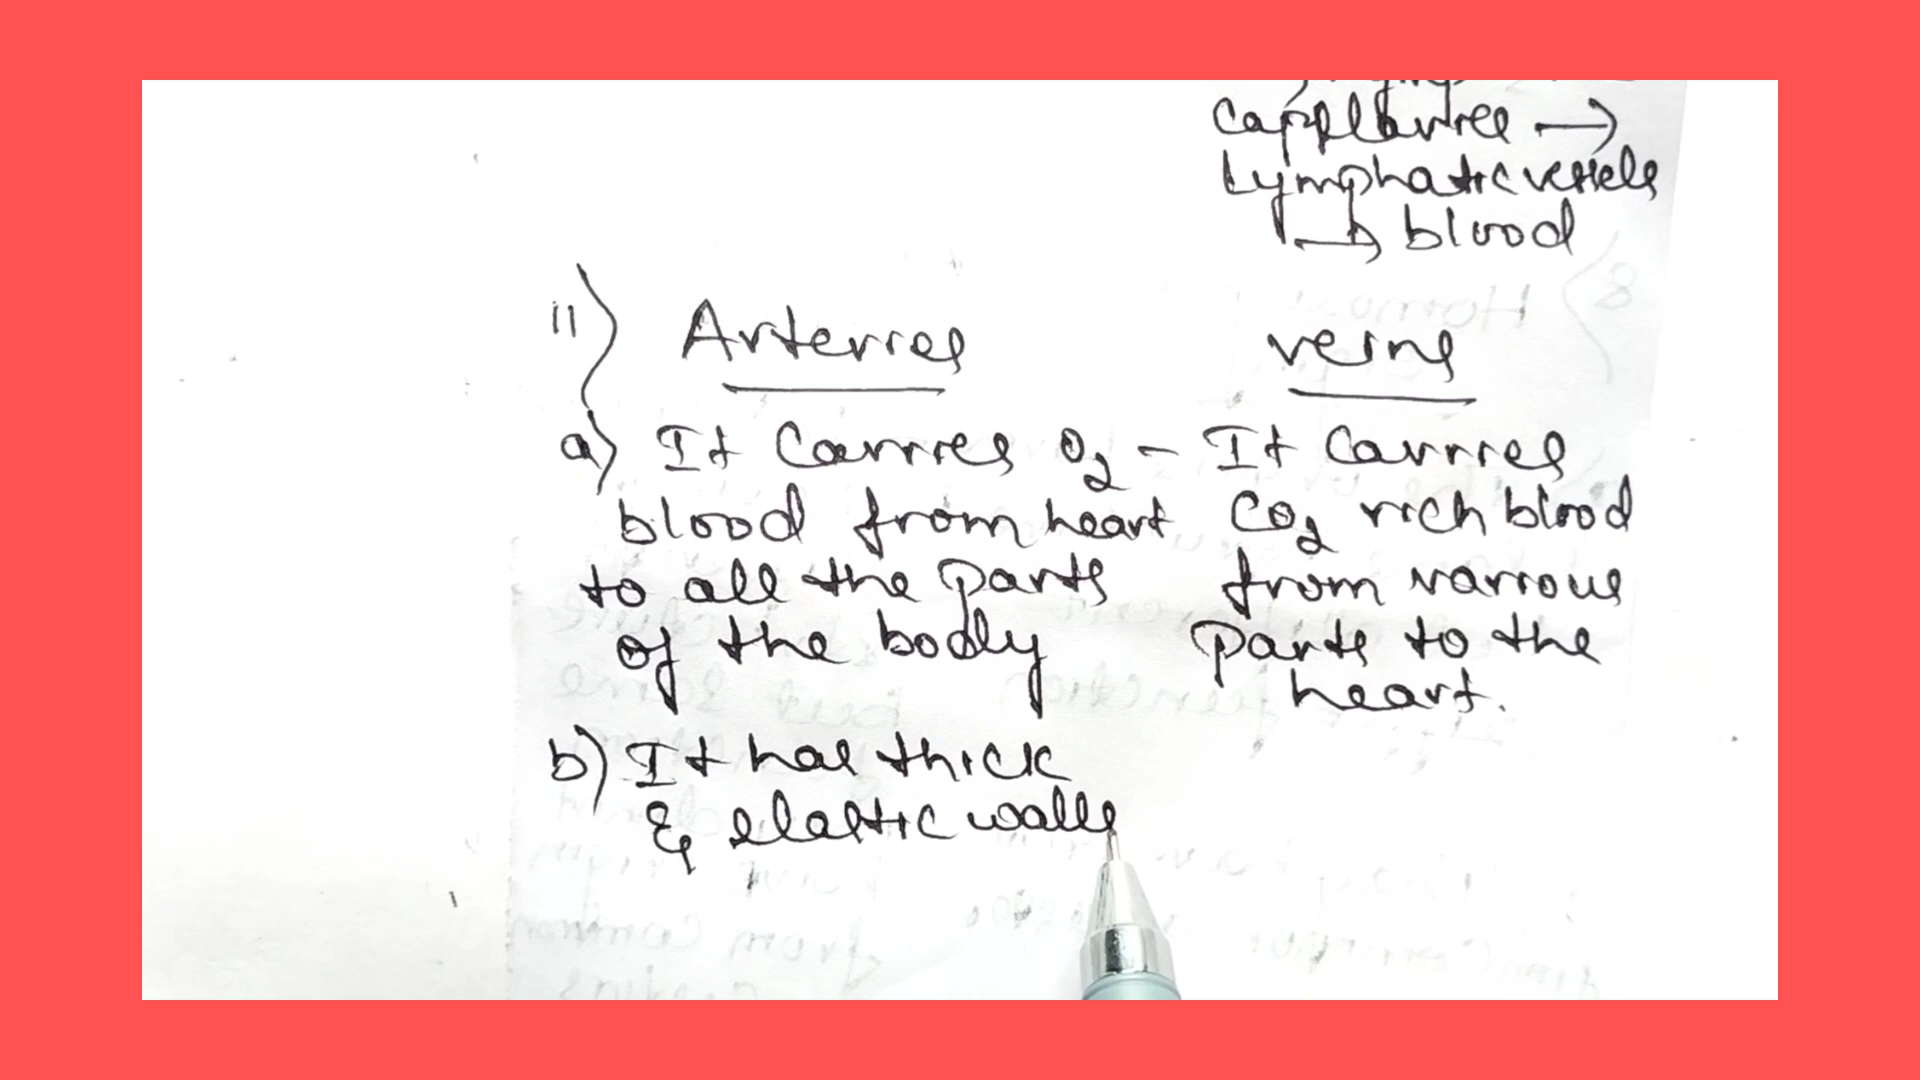 Capillaries →
Lymphatic vessels
→ blood
11) Arteries veins
a) It carries O2 - It carries
blood from heart CO2 rich blood
to all the parts from various
of the body parts to the
heart.
b) It has thick
& elastic walls